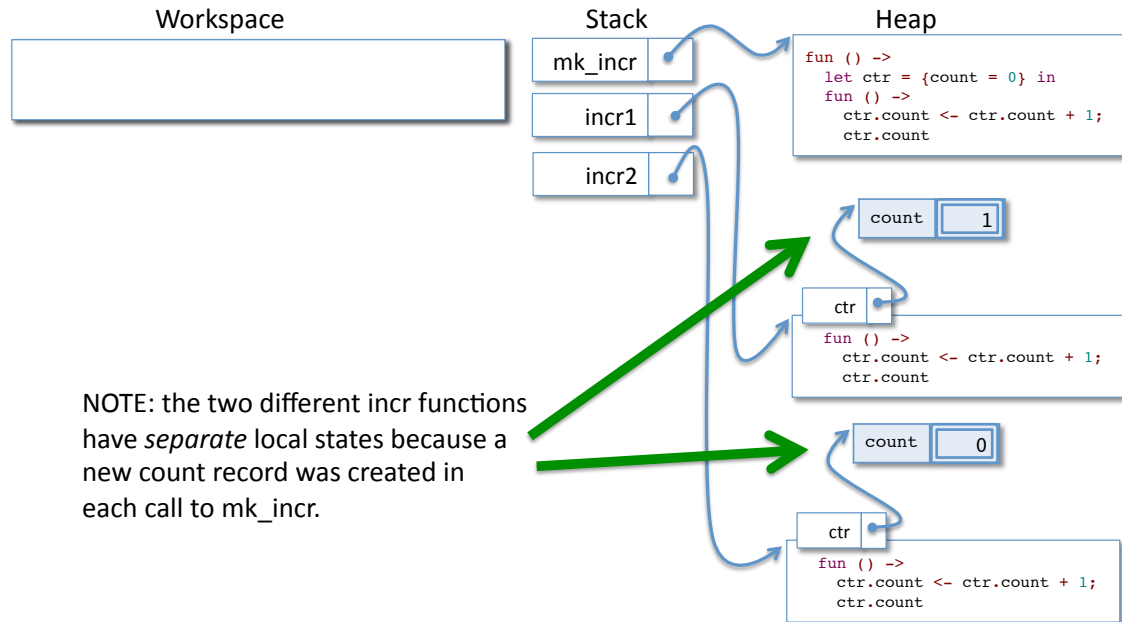 Workspace
Stack
Heap
mk_incr
incr1
incr2
fun () ->
  let ctr = {count = 0} in
  fun () ->
    ctr.count <- ctr.count + 1;
    ctr.count
count 1
ctr
fun () ->
  ctr.count <- ctr.count + 1;
  ctr.count
NOTE: the two different incr functions
have separate local states because a
new count record was created in
each call to mk_incr.
count 0
ctr
fun () ->
  ctr.count <- ctr.count + 1;
  ctr.count